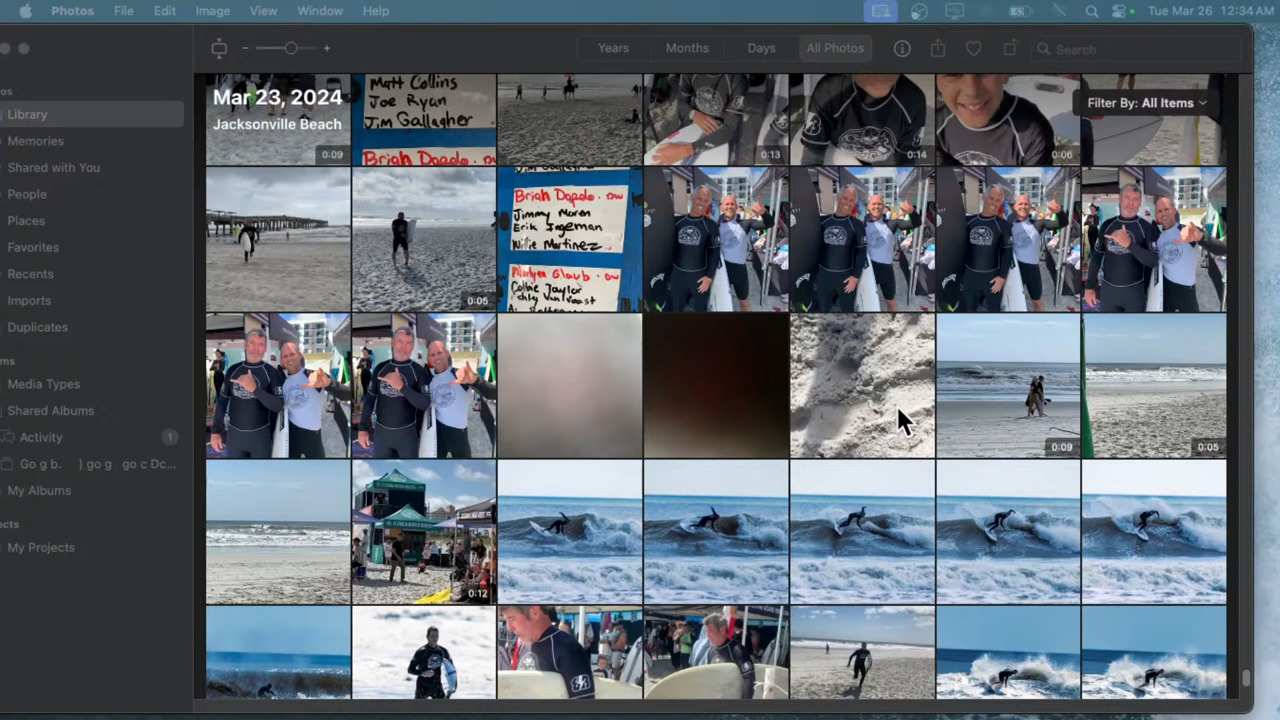 Photos File Edit Image View Window Help
Tue Mar 26 12:34 AM
Years Months Days All Photos
Search
Library
Memories
Shared with You
People
Places
Favorites
Recents
Imports
Duplicates
Media Types
Shared Albums
Activity 1
My Albums
My Projects
Mar 23, 2024
Jacksonville Beach
Filter By: All Items
0:09
Matt Collins
Joe Ryan
Jim Gallagher
0:13
0:14
0:06
0:05
Jimmy Moren
Erik Ingeman
Willie Martinez
0:09
0:05
0:12